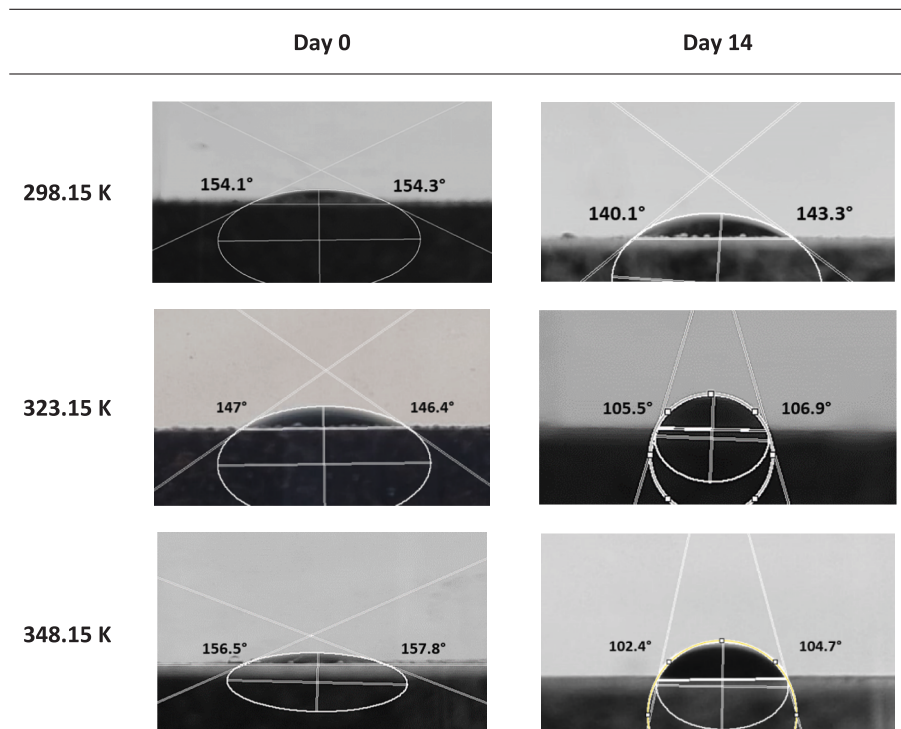 Day 0 Day 14
298.15 K
154.1° 154.3° 140.1° 143.3°
323.15 K
147° 146.4° 105.5° 106.9°
348.15 K
156.5° 157.8° 102.4° 104.7°